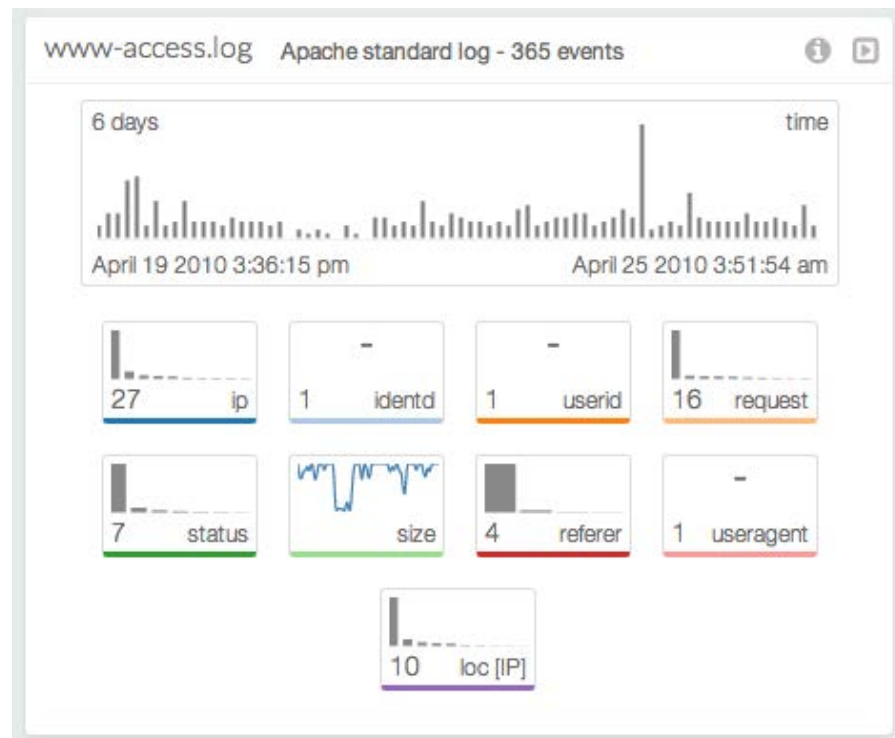 www-access.log Apache standard log - 365 events
6 days time
April 19 2010 3:36:15 pm April 25 2010 3:51:54 am
- -
27 ip 1 identd 1 userid 16 request
-
7 status size 4 referer 1 useragent
10 loc [IP]